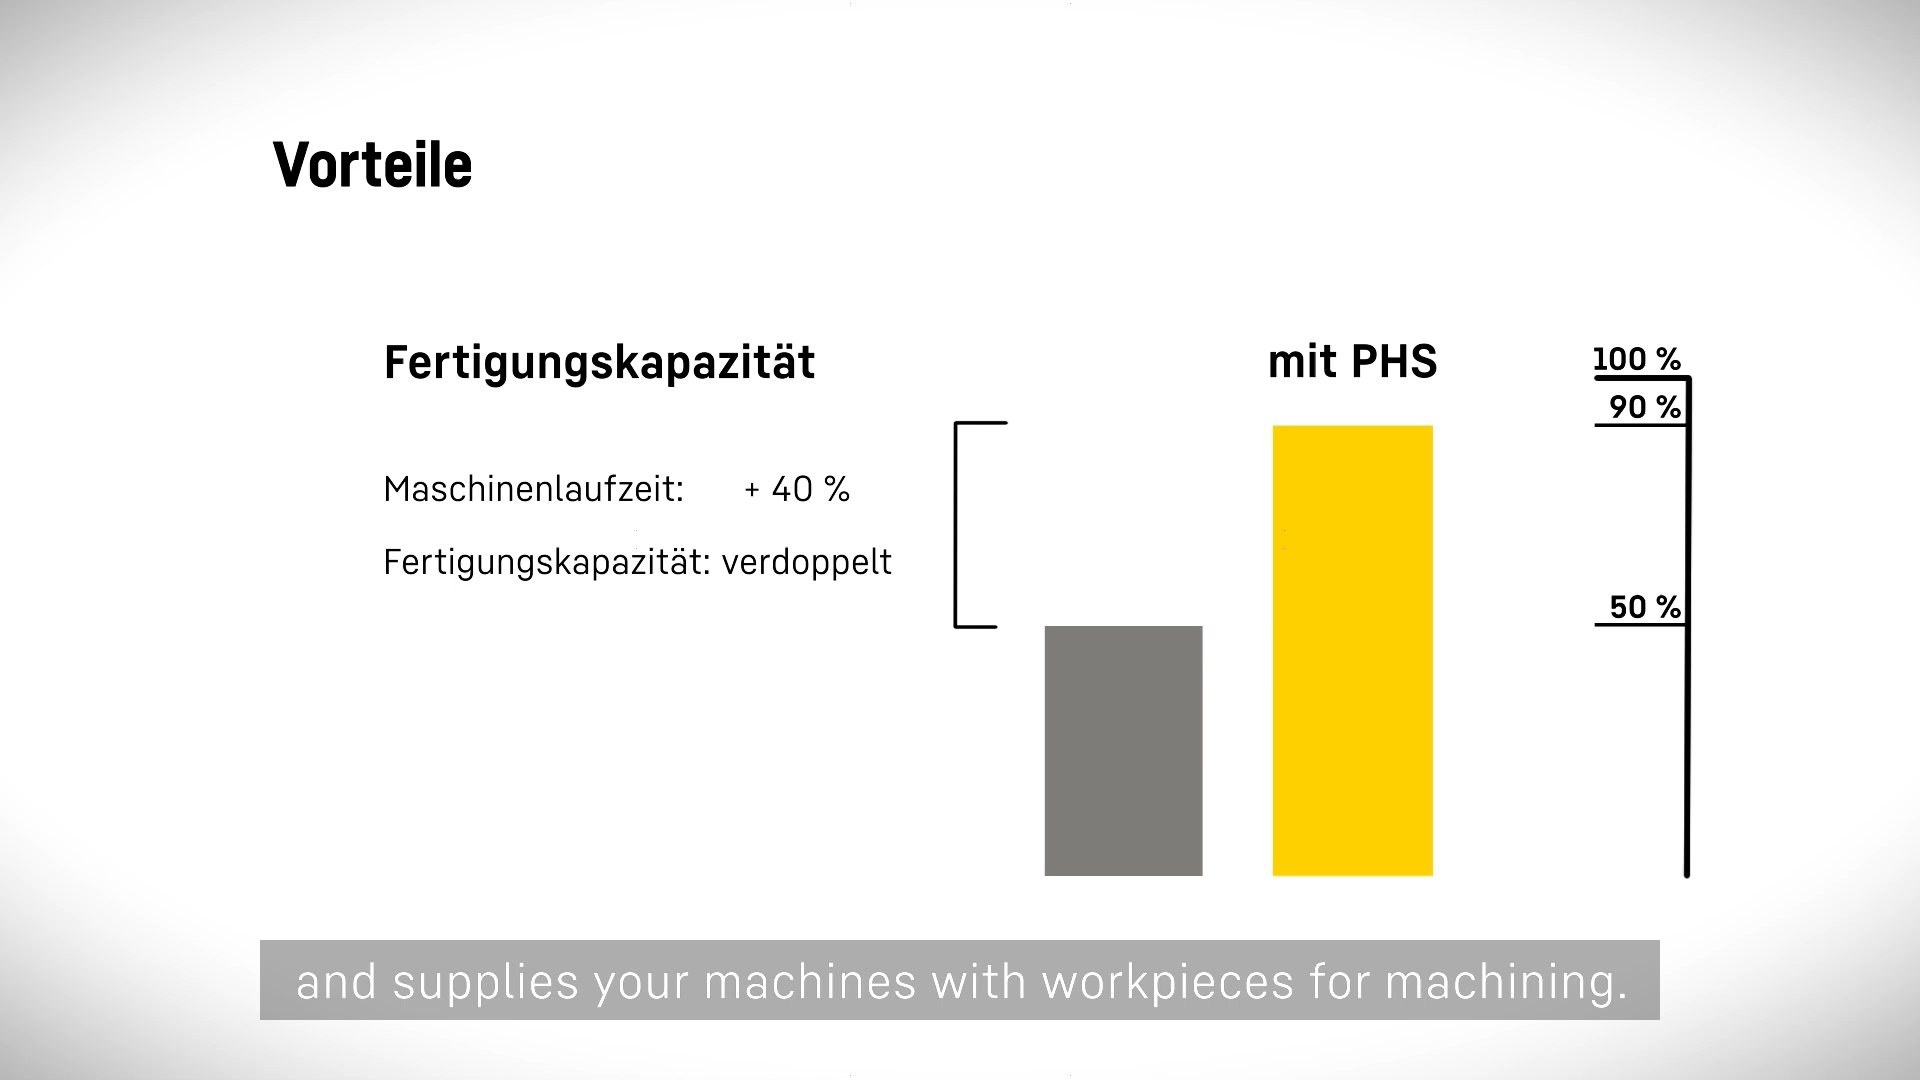 Vorteile
Fertigungskapazität
mit PHS
100 %
90 %
Maschinenlaufzeit: + 40 %
Fertigungskapazität: verdoppelt
50 %
and supplies your machines with workpieces for machining.